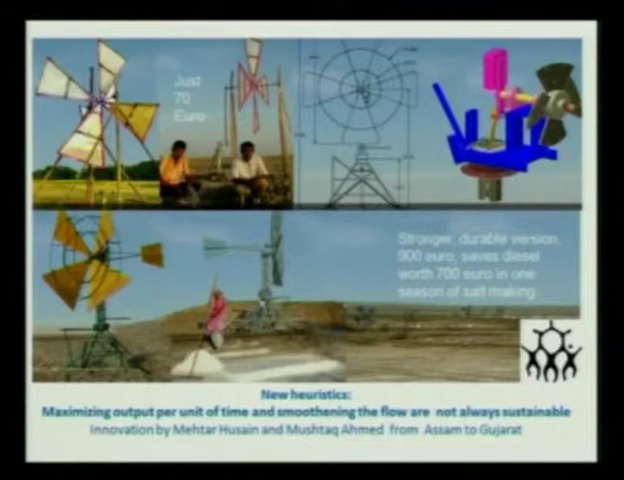 Just
70
Euro
Stronger, durable version,
900 euro, saves diesel
worth 700 euro in one
season of salt making
New heuristics:
Maximizing output per unit of time and smoothening the flow are not always sustainable
Innovation by Mehtar Husain and Mushtaq Ahmed from Assam to Gujarat